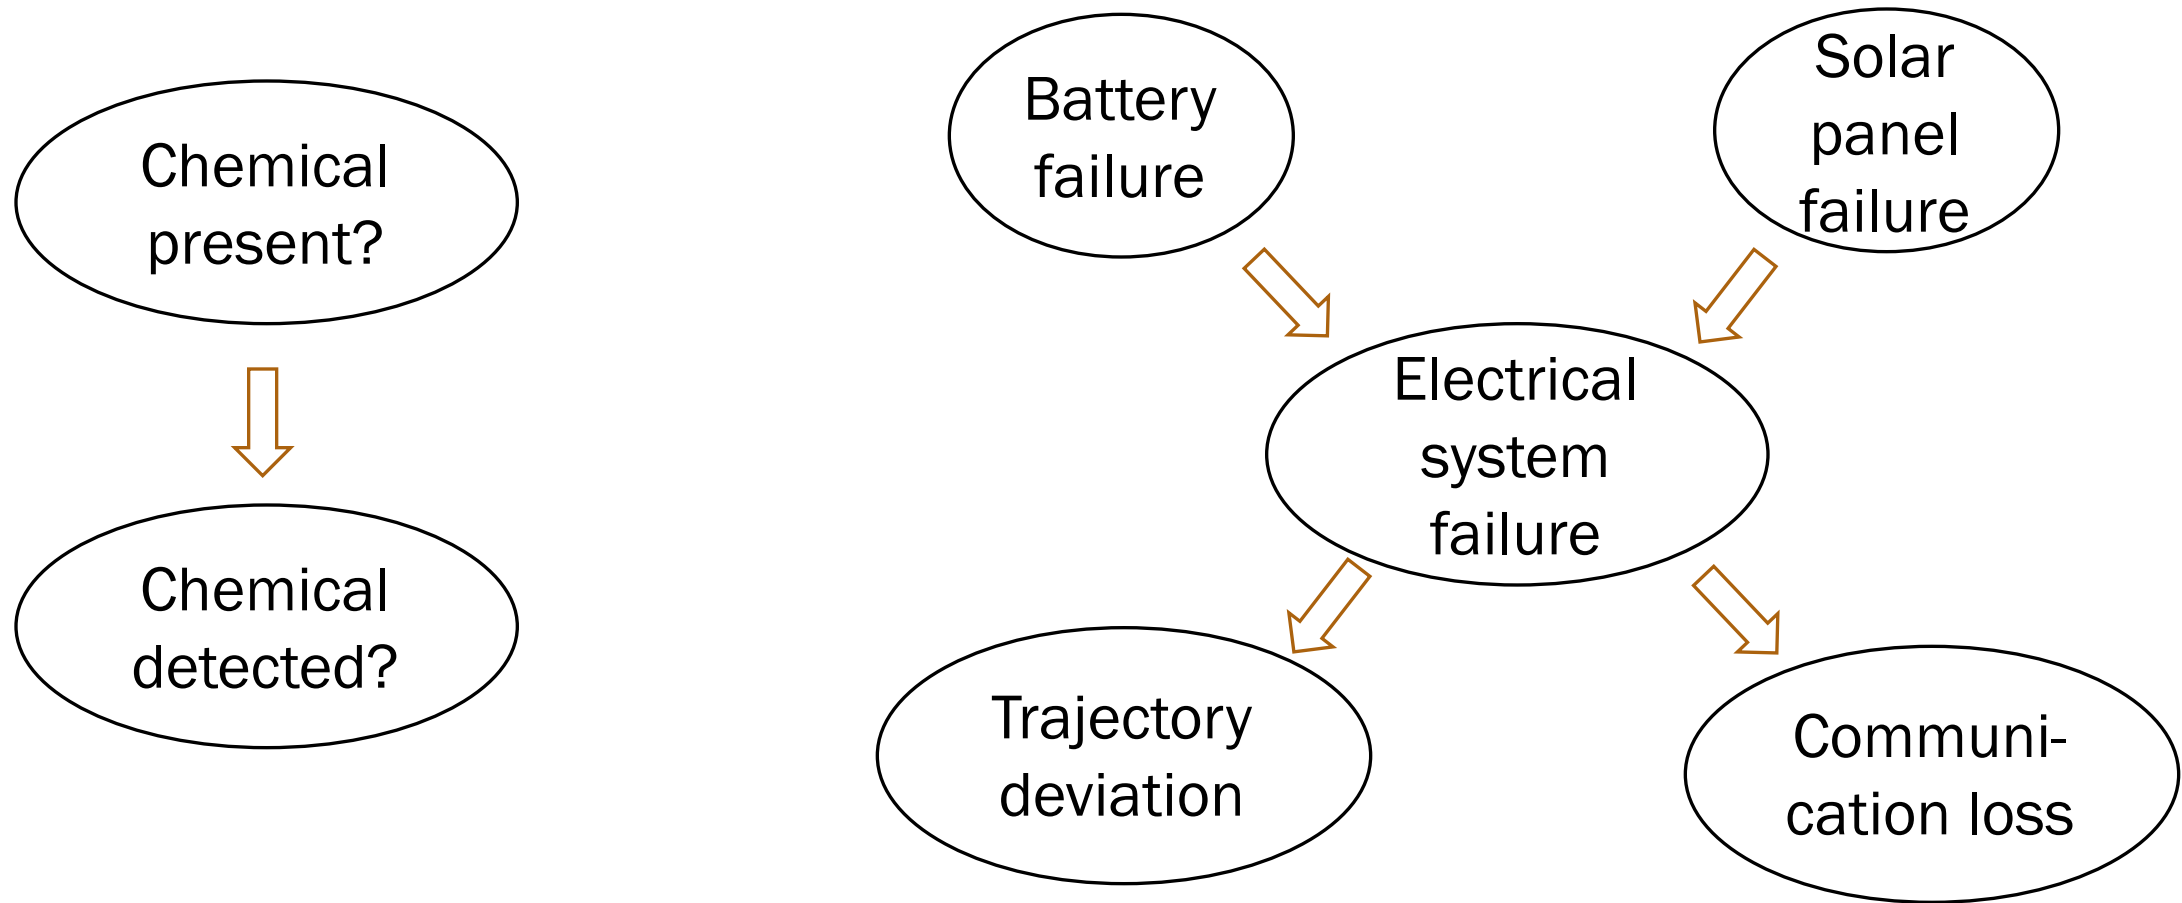 Chemical
present?
Chemical
detected?
Battery
failure
Solar
panel
failure
Electrical
system
failure
Trajectory
deviation
Communi-
cation loss